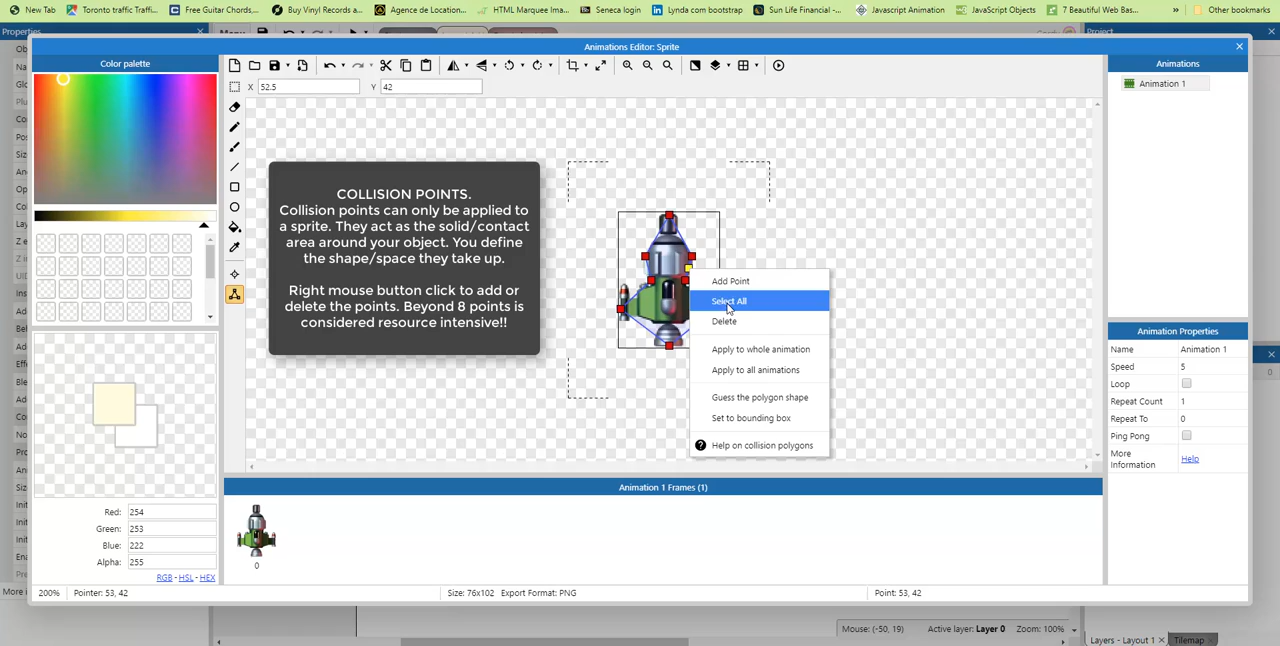 New Tab
Toronto traffic Traffi...
Free Guitar Chords,...
Buy Vinyl Records a...
Agence de Location...
HTML Marquee Ima...
Seneca login
Lynda com bootstrap
Sun Life Financial -...
Javascript Animation
JavaScript Objects
7 Beautiful Web Bas...
»
Other bookmarks
Properties
Menu
Project
Animations Editor: Sprite
Color palette
Animations
X 52.5
Y 42
Animation 1
COLLISION POINTS.
Collision points can only be applied to
a sprite. They act as the solid/contact
area around your object. You define
the shape/space they take up.
Right mouse button click to add or
delete the points. Beyond 8 points is
considered resource intensive!!
Add Point
Select All
Delete
Apply to whole animation
Apply to all animations
Guess the polygon shape
Set to bounding box
Help on collision polygons
Animation Properties
Name Animation 1
Speed 5
Loop
Repeat Count 1
Repeat To 0
Ping Pong
More
Information Help
Animation 1 Frames (1)
0
Red: 254
Green: 253
Blue: 222
Alpha: 255
RGB - HSL - HEX
200%
Pointer: 53, 42
Size: 76x102 Export Format: PNG
Point: 53, 42
Mouse: (-50, 19)
Active layer: Layer 0
Zoom: 100%
Layers - Layout 1
Tilemap